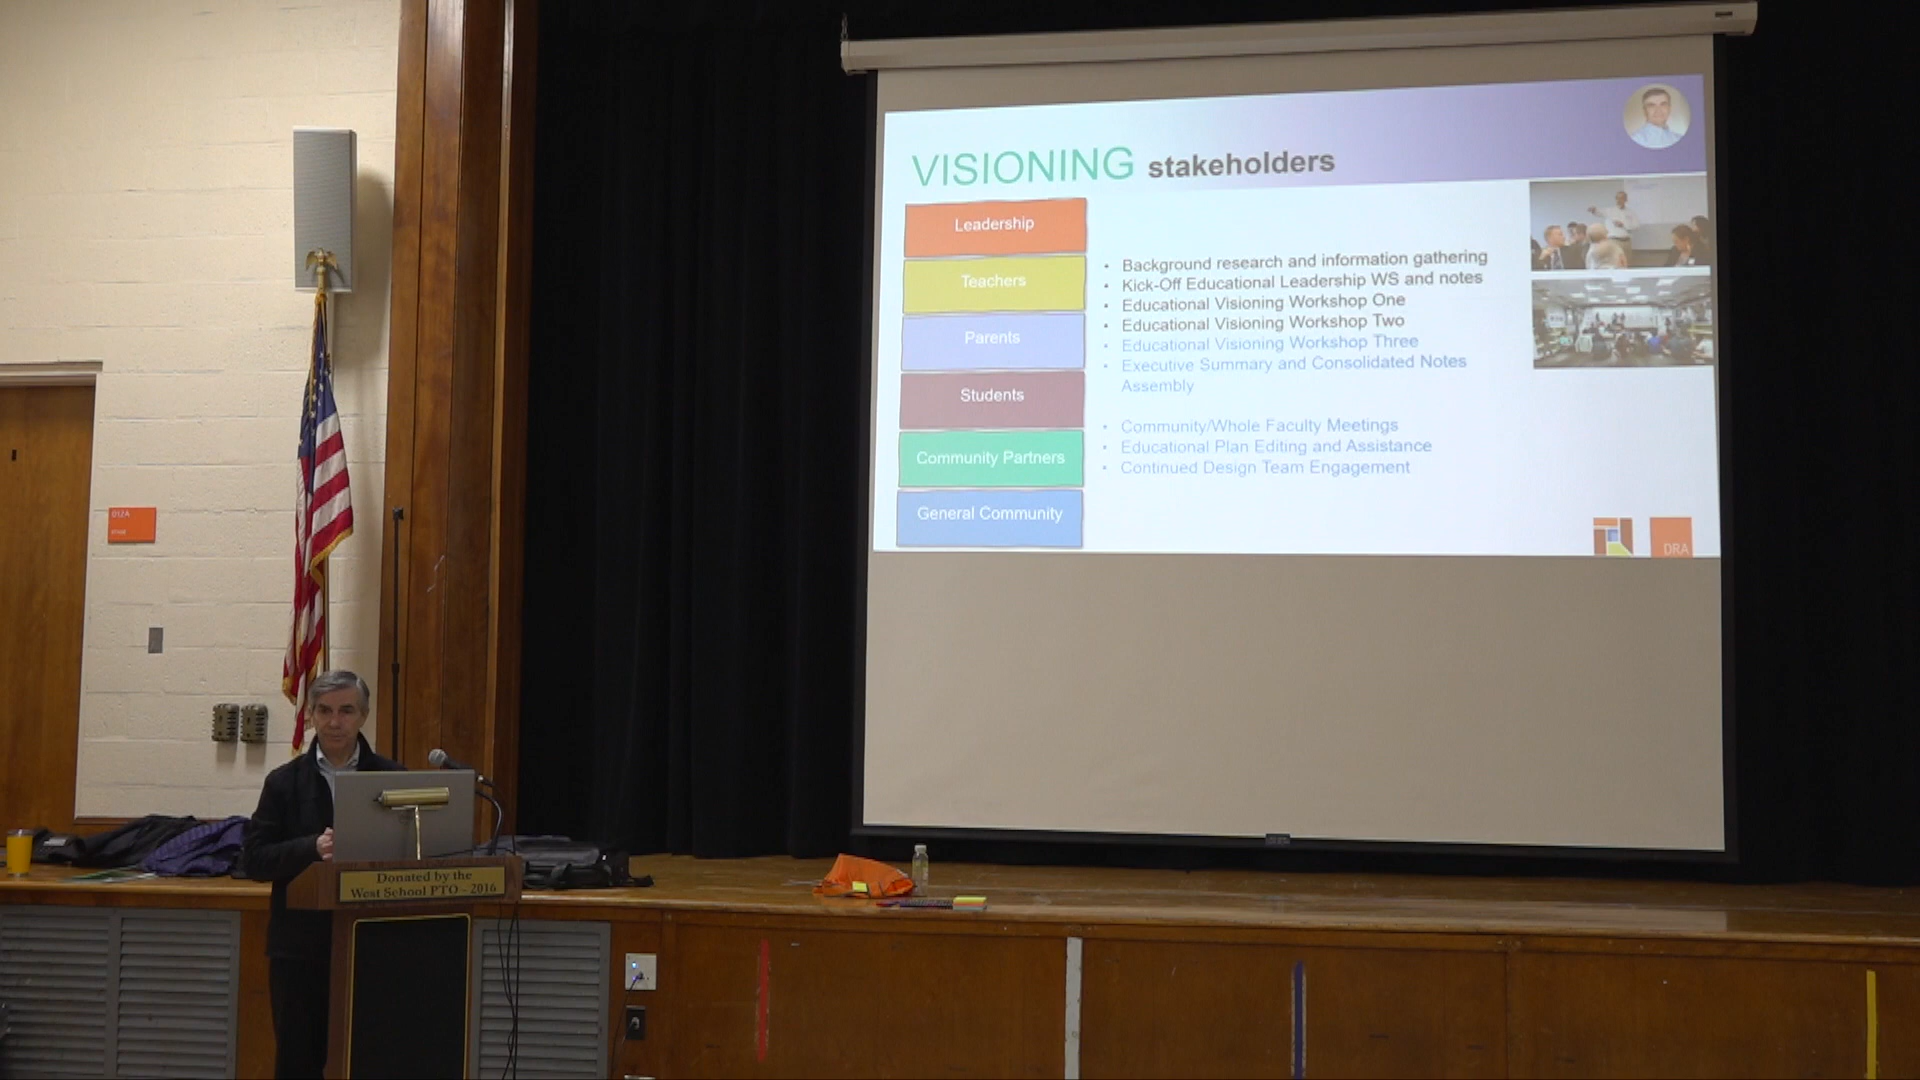 VISIONING stakeholders
Leadership
Teachers
Parents
Students
Community Partners
General Community
• Background research and information gathering
• Kick-Off Educational Leadership WS and notes
• Educational Visioning Workshop One
• Educational Visioning Workshop Two
• Educational Visioning Workshop Three
• Executive Summary and Consolidated Notes
Assembly
• Community/Whole Faculty Meetings
• Educational Plan Editing and Assistance
• Continued Design Team Engagement
DRA
012A
Donated by the
West School PTO - 2016